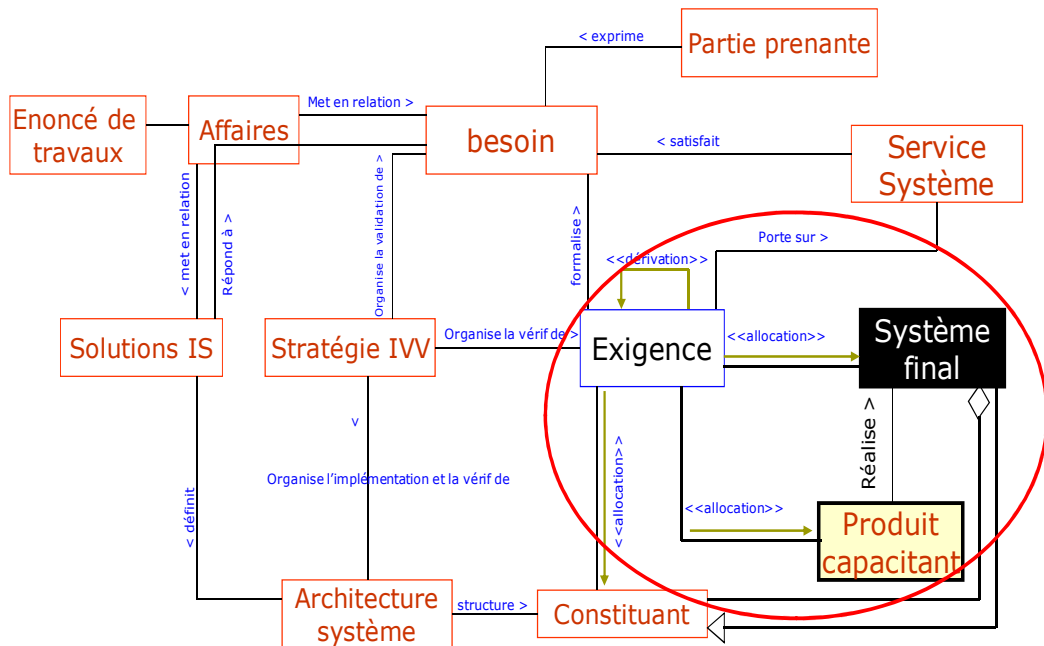 < exprime
Partie prenante
Enoncé de
travaux
Affaires
Met en relation >
besoin
< satisfait
Service
Système
< met en relation
Répond à >
Organise la validation de >
formalise >
Porte sur >
<<dérivation>>
Solutions IS
Stratégie IVV
Organise la vérif de >
Exigence
<<allocation>>
Système
final
Réalise >
<
Organise l’implémentation et la vérif de
< définit
<<allocation>>
<<allocation>>
Produit
capacitant
Architecture
système
structure >
Constituant